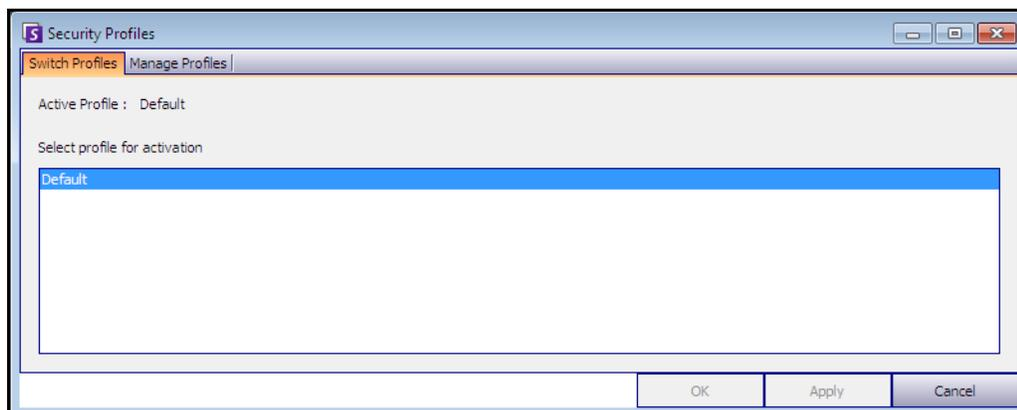 S Security Profiles
Switch Profiles Manage Profiles
Active Profile : Default
Select profile for activation
Default
OK Apply Cancel